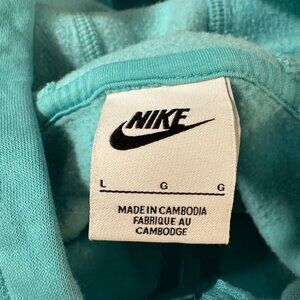 NIKE
L G G
MADE IN CAMBODIA
FABRIQUE AU
CAMBODGE